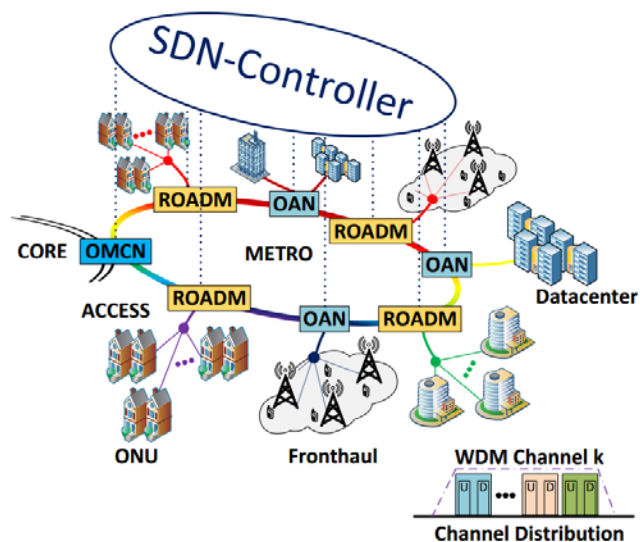 SDN-Controller
ROADM
OAN
ROADM
CORE
OMCN
METRO
OAN
ACCESS
ROADM
OAN
ROADM
Datacenter
ONU
Fronthaul
WDM Channel k
U D U D U D
Channel Distribution